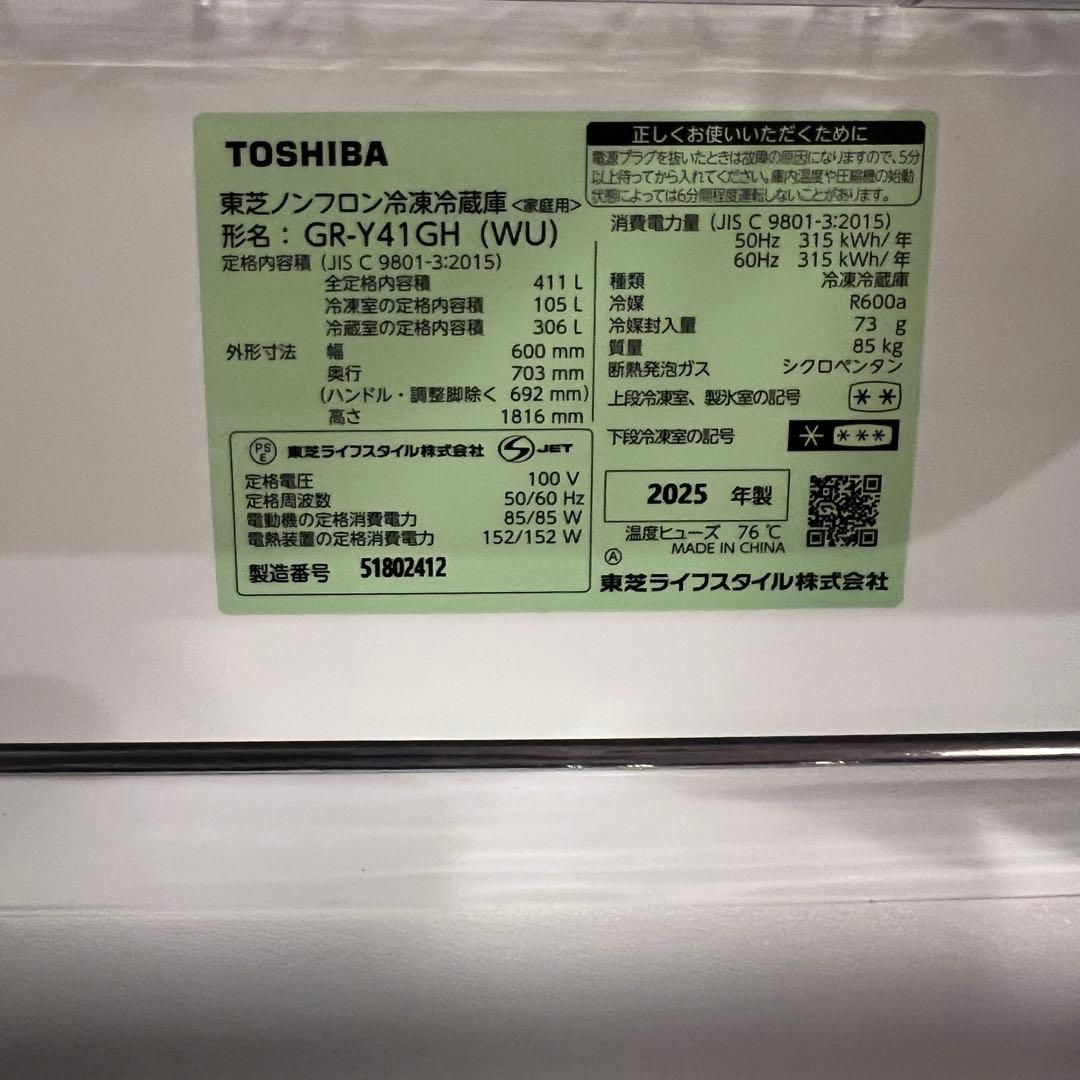 TOSHIBA
東芝ノンフロン冷凍冷蔵庫<家庭用>
形名： GR-Y41GH (WU)
定格内容積 (JIS C 9801-3:2015)
全定格内容積 411 L
冷凍室の定格内容積 105 L
冷蔵室の定格内容積 306 L
外形寸法 幅 600 mm
奥行 703 mm
(ハンドル・調整脚除く 692 mm)
高さ 1816 mm
PS E 東芝ライフスタイル株式会社 S JET
定格電圧 100 V
定格周波数 50/60 Hz
電動機の定格消費電力 85/85 W
電熱装置の定格消費電力 152/152 W
製造番号 51802412
正しくお使いいただくために
電源プラグを抜いたときは故障の原因になりますので、5分
以上待ってから入れてください。庫内温度や圧縮機の始動
状態によっては6分間程度運転しないことがあります。
消費電力量 (JIS C 9801-3:2015)
50Hz 315 kWh/年
60Hz 315 kWh/年
種類 冷凍冷蔵庫
冷媒 R600a
冷媒封入量 73 g
質量 85 kg
断熱発泡ガス シクロペンタン
上段冷凍室、製氷室の記号 **
下段冷凍室の記号 * ***
2025 年製
温度ヒューズ 76 ℃
MADE IN CHINA
Ⓐ
東芝ライフスタイル株式会社